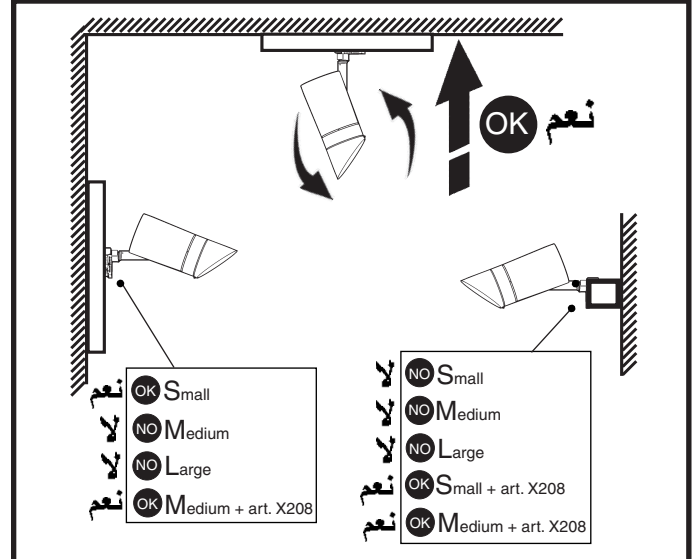 OK نعم
نعم OK Small
لا NO Medium
لا NO Large
نعم OK Medium + art. X208
لا NO Small
لا NO Medium
لا NO Large
نعم OK Small + art. X208
نعم OK Medium + art. X208